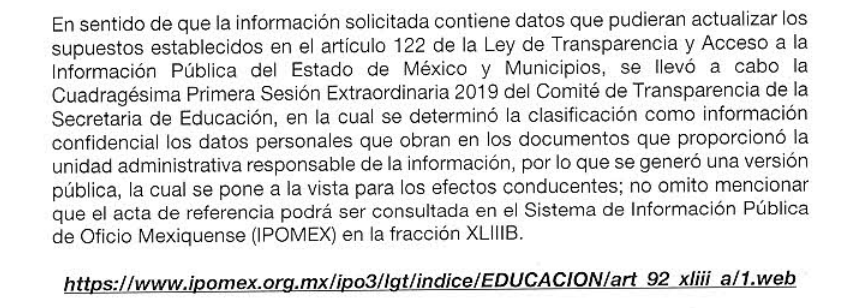 En sentido de que la información solicitada contiene datos que pudieran actualizar los
supuestos establecidos en el artículo 122 de la Ley de Transparencia y Acceso a la
Información Pública del Estado de México y Municipios, se llevó a cabo la
Cuadragésima Primera Sesión Extraordinaria 2019 del Comité de Transparencia de la
Secretaria de Educación, en la cual se determinó la clasificación como información
confidencial los datos personales que obran en los documentos que proporcionó la
unidad administrativa responsable de la información, por lo que se generó una versión
pública, la cual se pone a la vista para los efectos conducentes; no omito mencionar
que el acta de referencia podrá ser consultada en el Sistema de Información Pública
de Oficio Mexiquense (IPOMEX) en la fracción XLIIIB.
https://www.ipomex.org.mx/ipo3/lgt/indice/EDUCACION/art_92_xliii_a/1.web